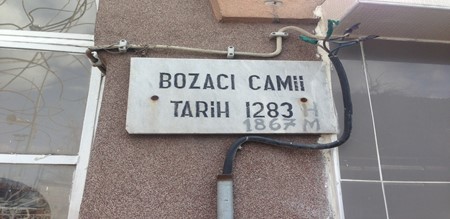 BOZACI CAMİİ
TARİH 1283 H
1867 M